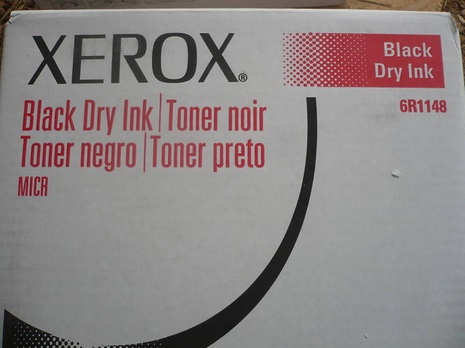 XEROX®
Black
Dry Ink
6R1148
Black Dry Ink | Toner noir
Toner negro | Toner preto
MICR